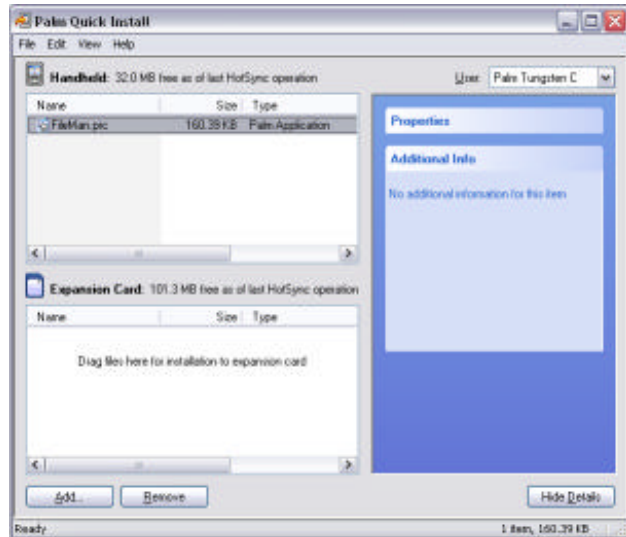 Palm Quick Install
File Edit View Help
Handheld: 32.0 MB free as of last HotSync operation
User: Palm Tungsten C
Name Size Type
FileMan.prc 160.39 KB Palm Application
Properties
Additional Info
No additional information for this item
Expansion Card: 101.3 MB free as of last HotSync operation
Name Size Type
Drag files here for installation to expansion card
Add... Remove Hide Details
Ready 1 item, 160.39 KB